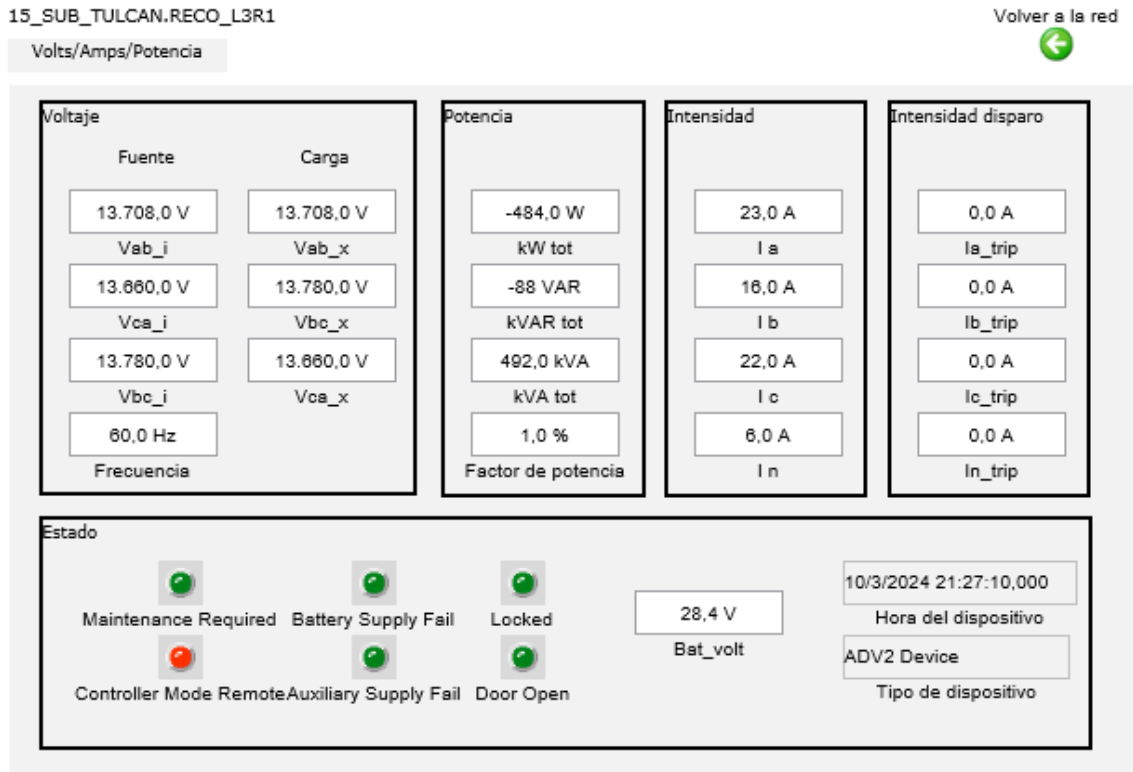 15_SUB_TULCAN.RECO_L3R1
Volver a la red
Volts/Amps/Potencia
Voltaje
Fuente Carga
13.708,0 V 13.708,0 V
Vab_i Vab_x
13.660,0 V 13.780,0 V
Vca_i Vbc_x
13.780,0 V 13.660,0 V
Vbc_i Vca_x
60,0 Hz
Frecuencia
Potencia
-484,0 W
kW tot
-88 VAR
kVAR tot
492,0 kVA
kVA tot
1,0 %
Factor de potencia
Intensidad
23,0 A
I a
16,0 A
I b
22,0 A
I c
6,0 A
I n
Intensidad disparo
0,0 A
Ia_trip
0,0 A
Ib_trip
0,0 A
Ic_trip
0,0 A
In_trip
Estado
Maintenance Required Battery Supply Fail Locked
Controller Mode Remote Auxiliary Supply Fail Door Open
28,4 V
Bat_volt
10/3/2024 21:27:10,000
Hora del dispositivo
ADV2 Device
Tipo de dispositivo